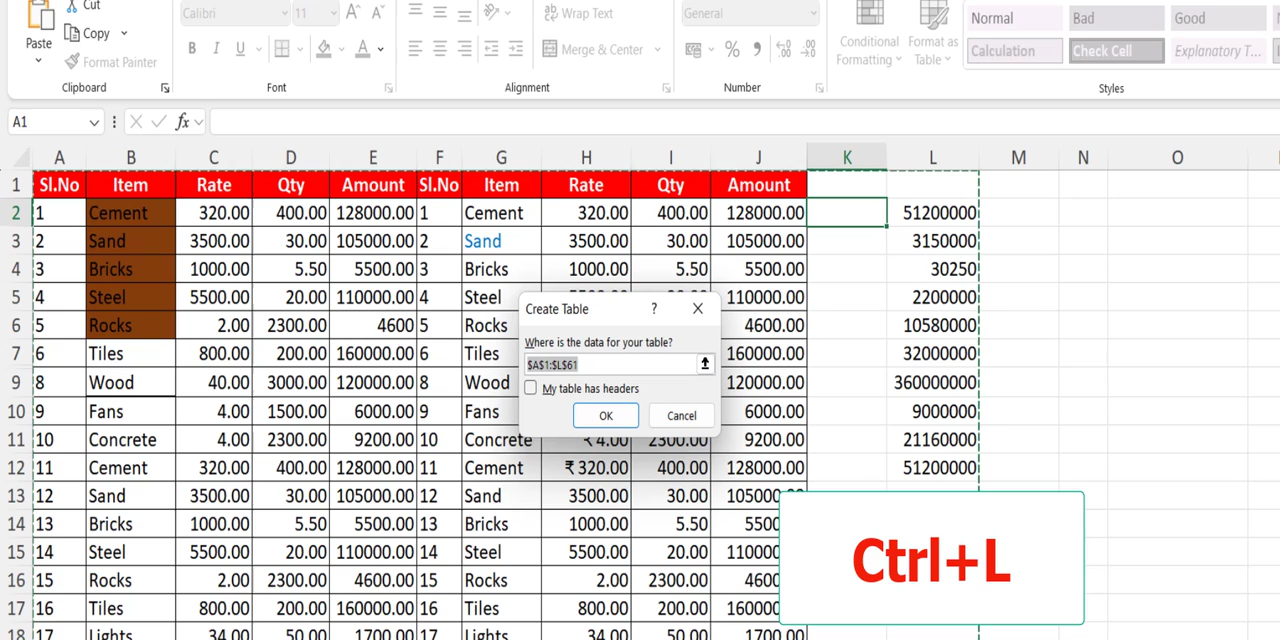 Cut
Calibri 11 A A Wrap Text General
Paste Copy Normal Bad Good
Format Painter B I U A Merge & Center % 9 Conditional Formatting Format as Table Calculation Check Cell Explanatory T...
Clipboard Font Alignment Number Styles
A1 fx
A B C D E F G H I J K L M N O
1 Sl.No Item Rate Qty Amount Sl.No Item Rate Qty Amount
2 1 Cement 320.00 400.00 128000.00 1 Cement 320.00 400.00 128000.00 51200000
3 2 Sand 3500.00 30.00 105000.00 2 Sand 3500.00 30.00 105000.00 3150000
4 3 Bricks 1000.00 5.50 5500.00 3 Bricks 1000.00 5.50 5500.00 30250
5 4 Steel 5500.00 20.00 110000.00 4 Steel 110000.00 2200000
6 5 Rocks 2.00 2300.00 4600 5 Rocks 4600.00 10580000
7 6 Tiles 800.00 200.00 160000.00 6 Tiles 160000.00 32000000
9 8 Wood 40.00 3000.00 120000.00 8 Wood 120000.00 360000000
10 9 Fans 4.00 1500.00 6000.00 9 Fans 6000.00 9000000
11 10 Concrete 4.00 2300.00 9200.00 10 Concrete ₹ 4.00 2300.00 9200.00 21160000
12 11 Cement 320.00 400.00 128000.00 11 Cement ₹ 320.00 400.00 128000.00 51200000
13 12 Sand 3500.00 30.00 105000.00 12 Sand 3500.00 30.00 105000.00
14 13 Bricks 1000.00 5.50 5500.00 13 Bricks 1000.00 5.50 5500
15 14 Steel 5500.00 20.00 110000.00 14 Steel 5500.00 20.00 110000
16 15 Rocks 2.00 2300.00 4600.00 15 Rocks 2.00 2300.00 4600
17 16 Tiles 800.00 200.00 160000.00 16 Tiles 800.00 200.00 160000
18 17 Lights 34.00 50.00 1700.00 17 Lights 34.00 50.00 1700.00
Create Table ? X
Where is the data for your table?
$A$1:$L$61
My table has headers
OK Cancel
Ctrl+L